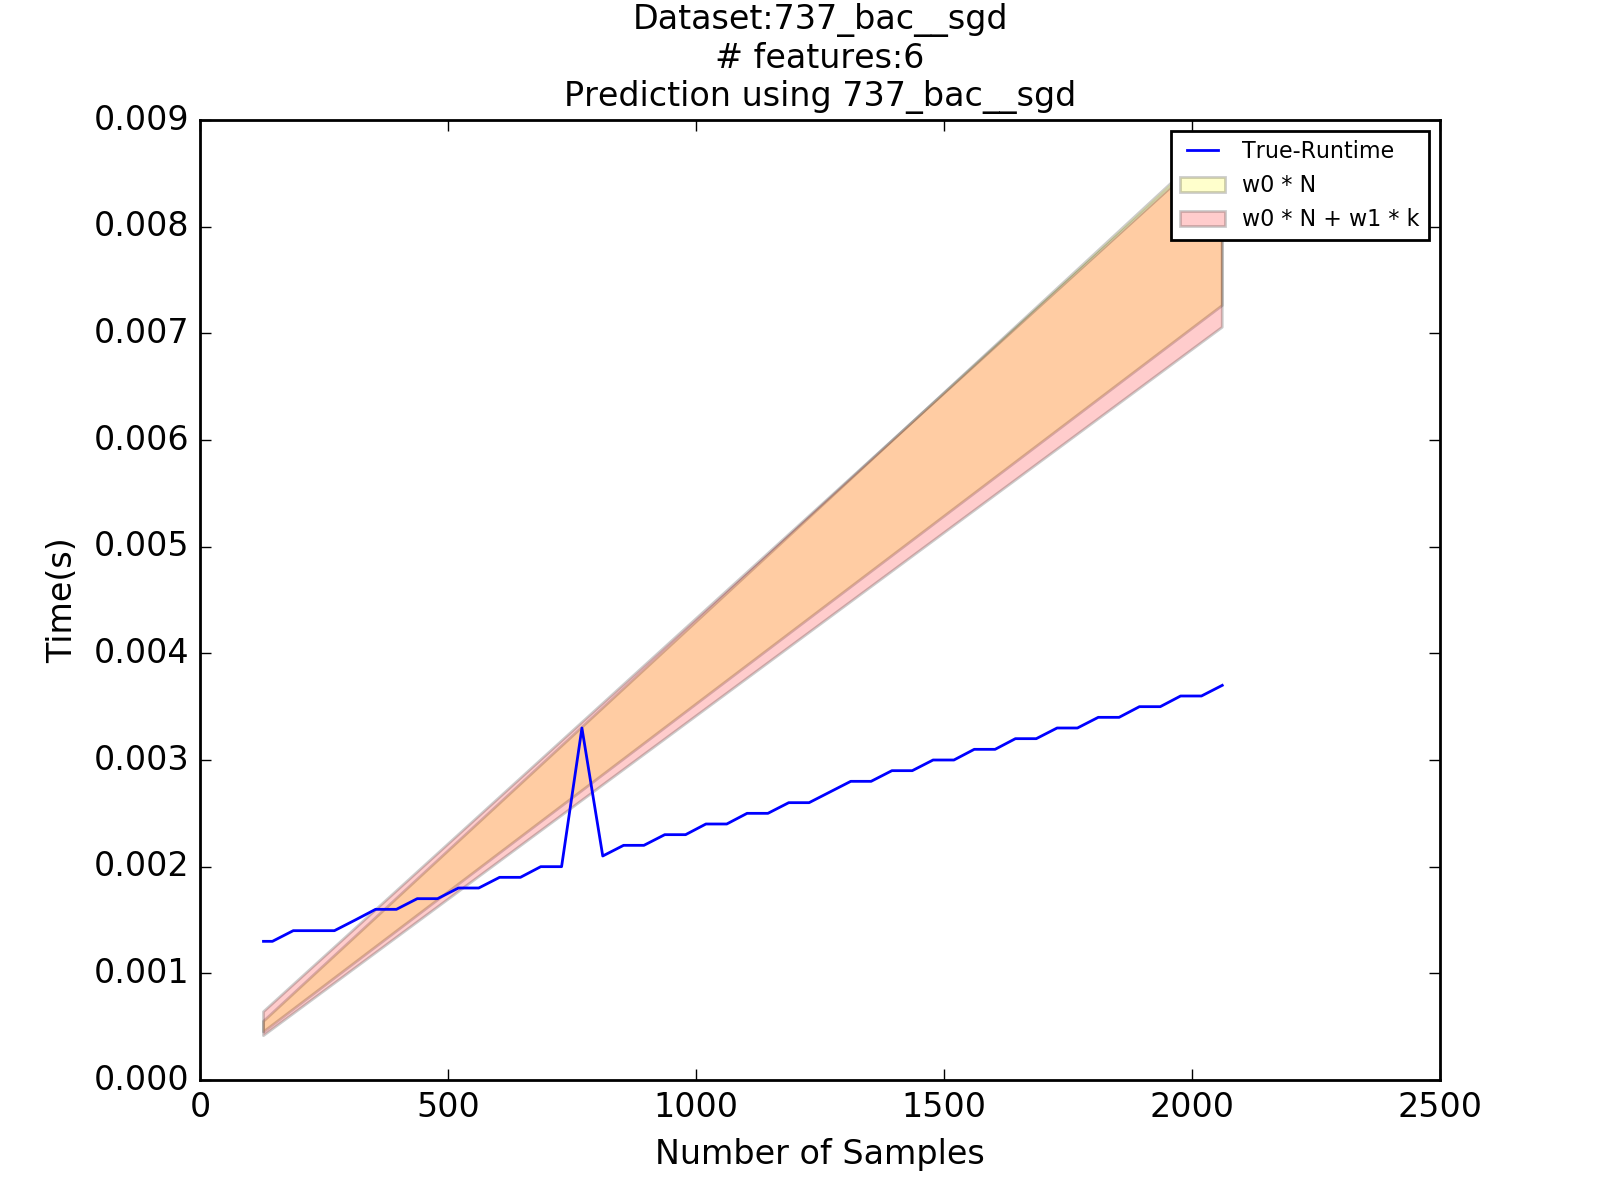 Dataset:737_bac__sgd
# features:6
Prediction using 737_bac__sgd
0.009
0.008
0.007
0.006
0.005
0.004
0.003
0.002
0.001
0.000
Time(s)
True-Runtime
w0 * N
w0 * N + w1 * k
0 500 1000 1500 2000 2500
Number of Samples